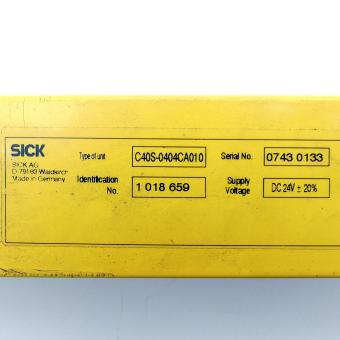 SICK
SICK AG
D-79183 Waldkirch
Made in Germany
Type of unit C40S-0404CA010 Serial No. 0743 0133
Identification No. 1 018 659 Supply Voltage DC 24V ± 20%